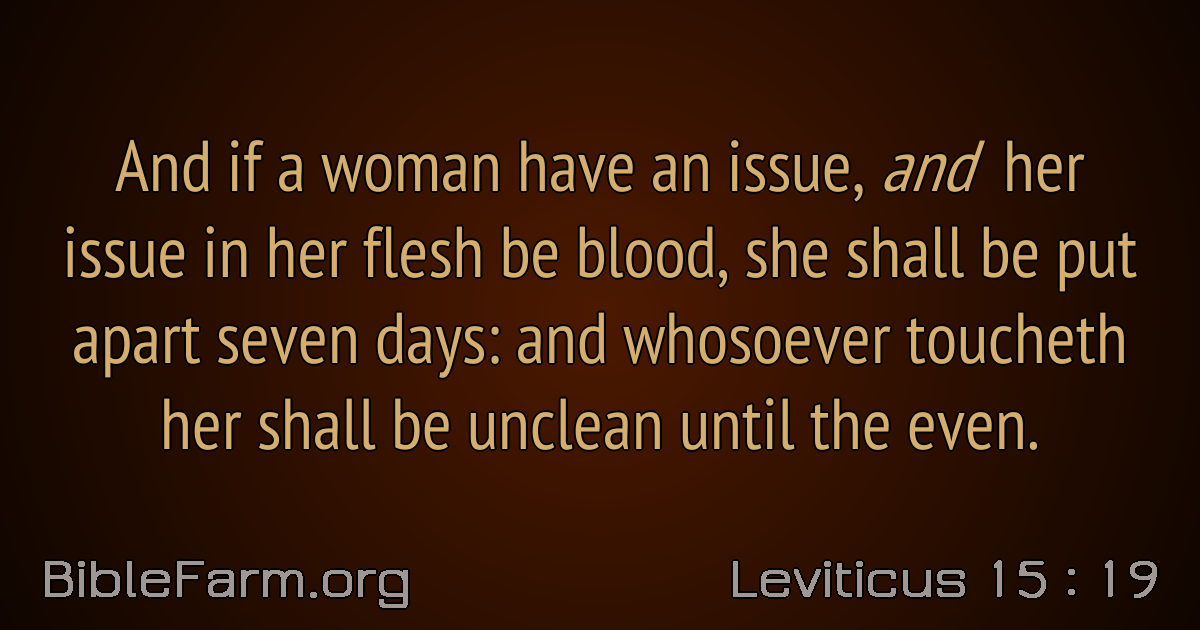 And if a woman have an issue, and her
issue in her flesh be blood, she shall be put
apart seven days: and whosoever toucheth
her shall be unclean until the even.
BibleFarm.org
Leviticus 15 : 19